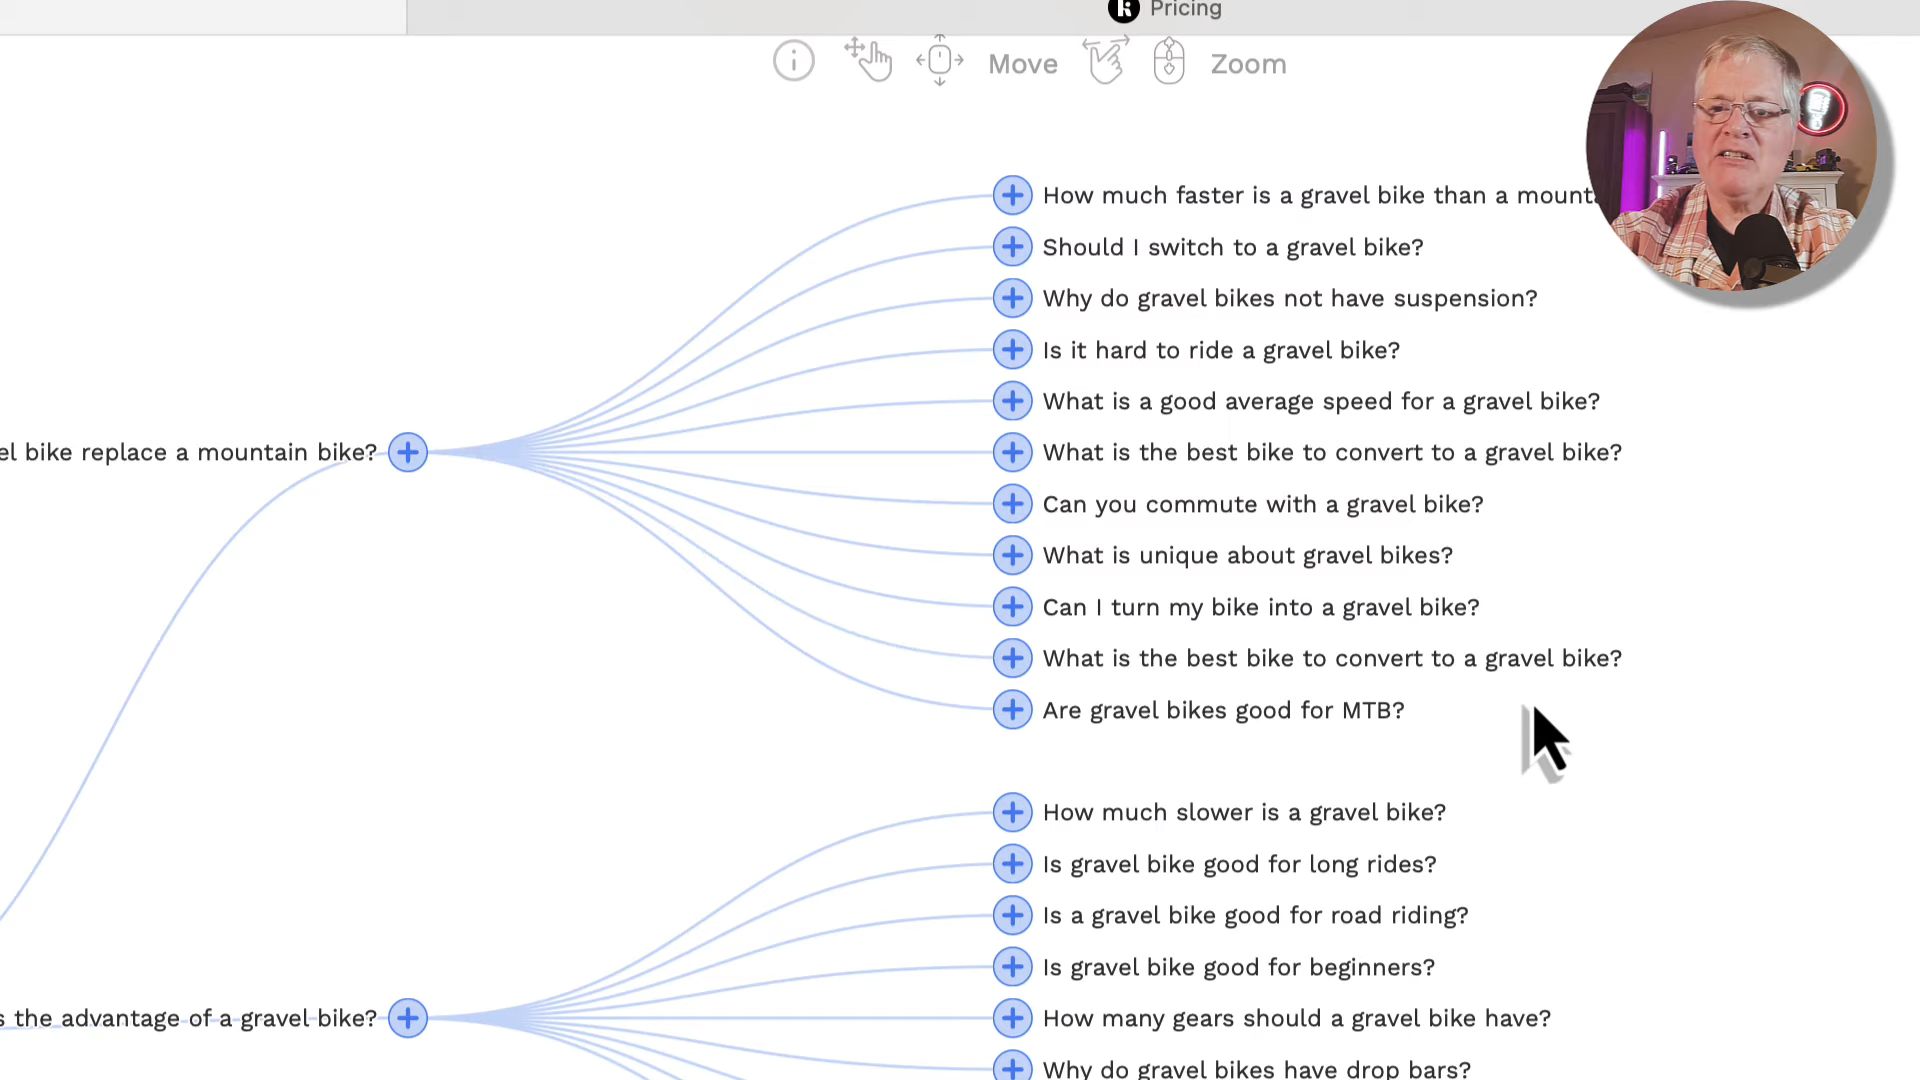 Pricing
Move
Zoom
How much faster is a gravel bike than a
Should I switch to a gravel bike?
Why do gravel bikes not have suspension?
Is it hard to ride a gravel bike?
What is a good average speed for a gravel bike?
bike replace a mountain bike?
What is the best bike to convert to a gravel bike?
Can you commute with a gravel bike?
What is unique about gravel bikes?
Can I turn my bike into a gravel bike?
What is the best bike to convert to a gravel bike?
Are gravel bikes good for MTB?
How much slower is a gravel bike?
Is gravel bike good for long rides?
Is a gravel bike good for road riding?
Is gravel bike good for beginners?
the advantage of a gravel bike?
How many gears should a gravel bike have?
Why do gravel bikes have drop bars?